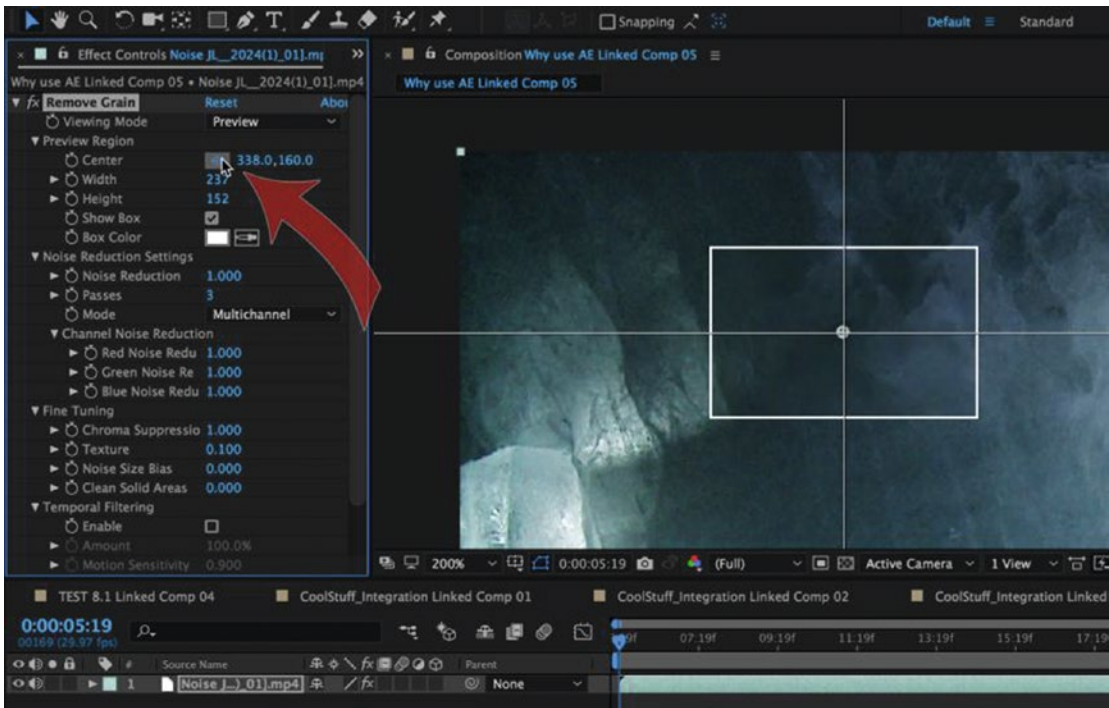 Snapping
Default
Standard
Effect Controls Noise JL__2024(1)_01].mp
Composition Why use AE Linked Comp 05
Why use AE Linked Comp 05 • Noise JL__2024(1)_01].mp4
Why use AE Linked Comp 05
fx Remove Grain Reset Abou
Viewing Mode Preview
Preview Region
Center 338.0,160.0
Width 237
Height 152
Show Box
Box Color
Noise Reduction Settings
Noise Reduction 1.000
Passes 3
Mode Multichannel
Channel Noise Reduction
Red Noise Redu 1.000
Green Noise Re 1.000
Blue Noise Redu 1.000
Fine Tuning
Chroma Suppressio 1.000
Texture 0.100
Noise Size Bias 0.000
Clean Solid Areas 0.000
Temporal Filtering
Enable
Amount 100.0%
Motion Sensitivity 0.900
200% 0:00:05:19 (Full) Active Camera 1 View
TEST 8.1 Linked Comp 04 CoolStuff_Integration Linked Comp 01 CoolStuff_Integration Linked Comp 02 CoolStuff_Integration Linked
0:00:05:19
00169 (29.97 fps)
07:19f 09:19f 11:19f 13:19f 15:19f 17:19
# Source Name fx Parent
1 Noise J...)_01].mp4 fx None